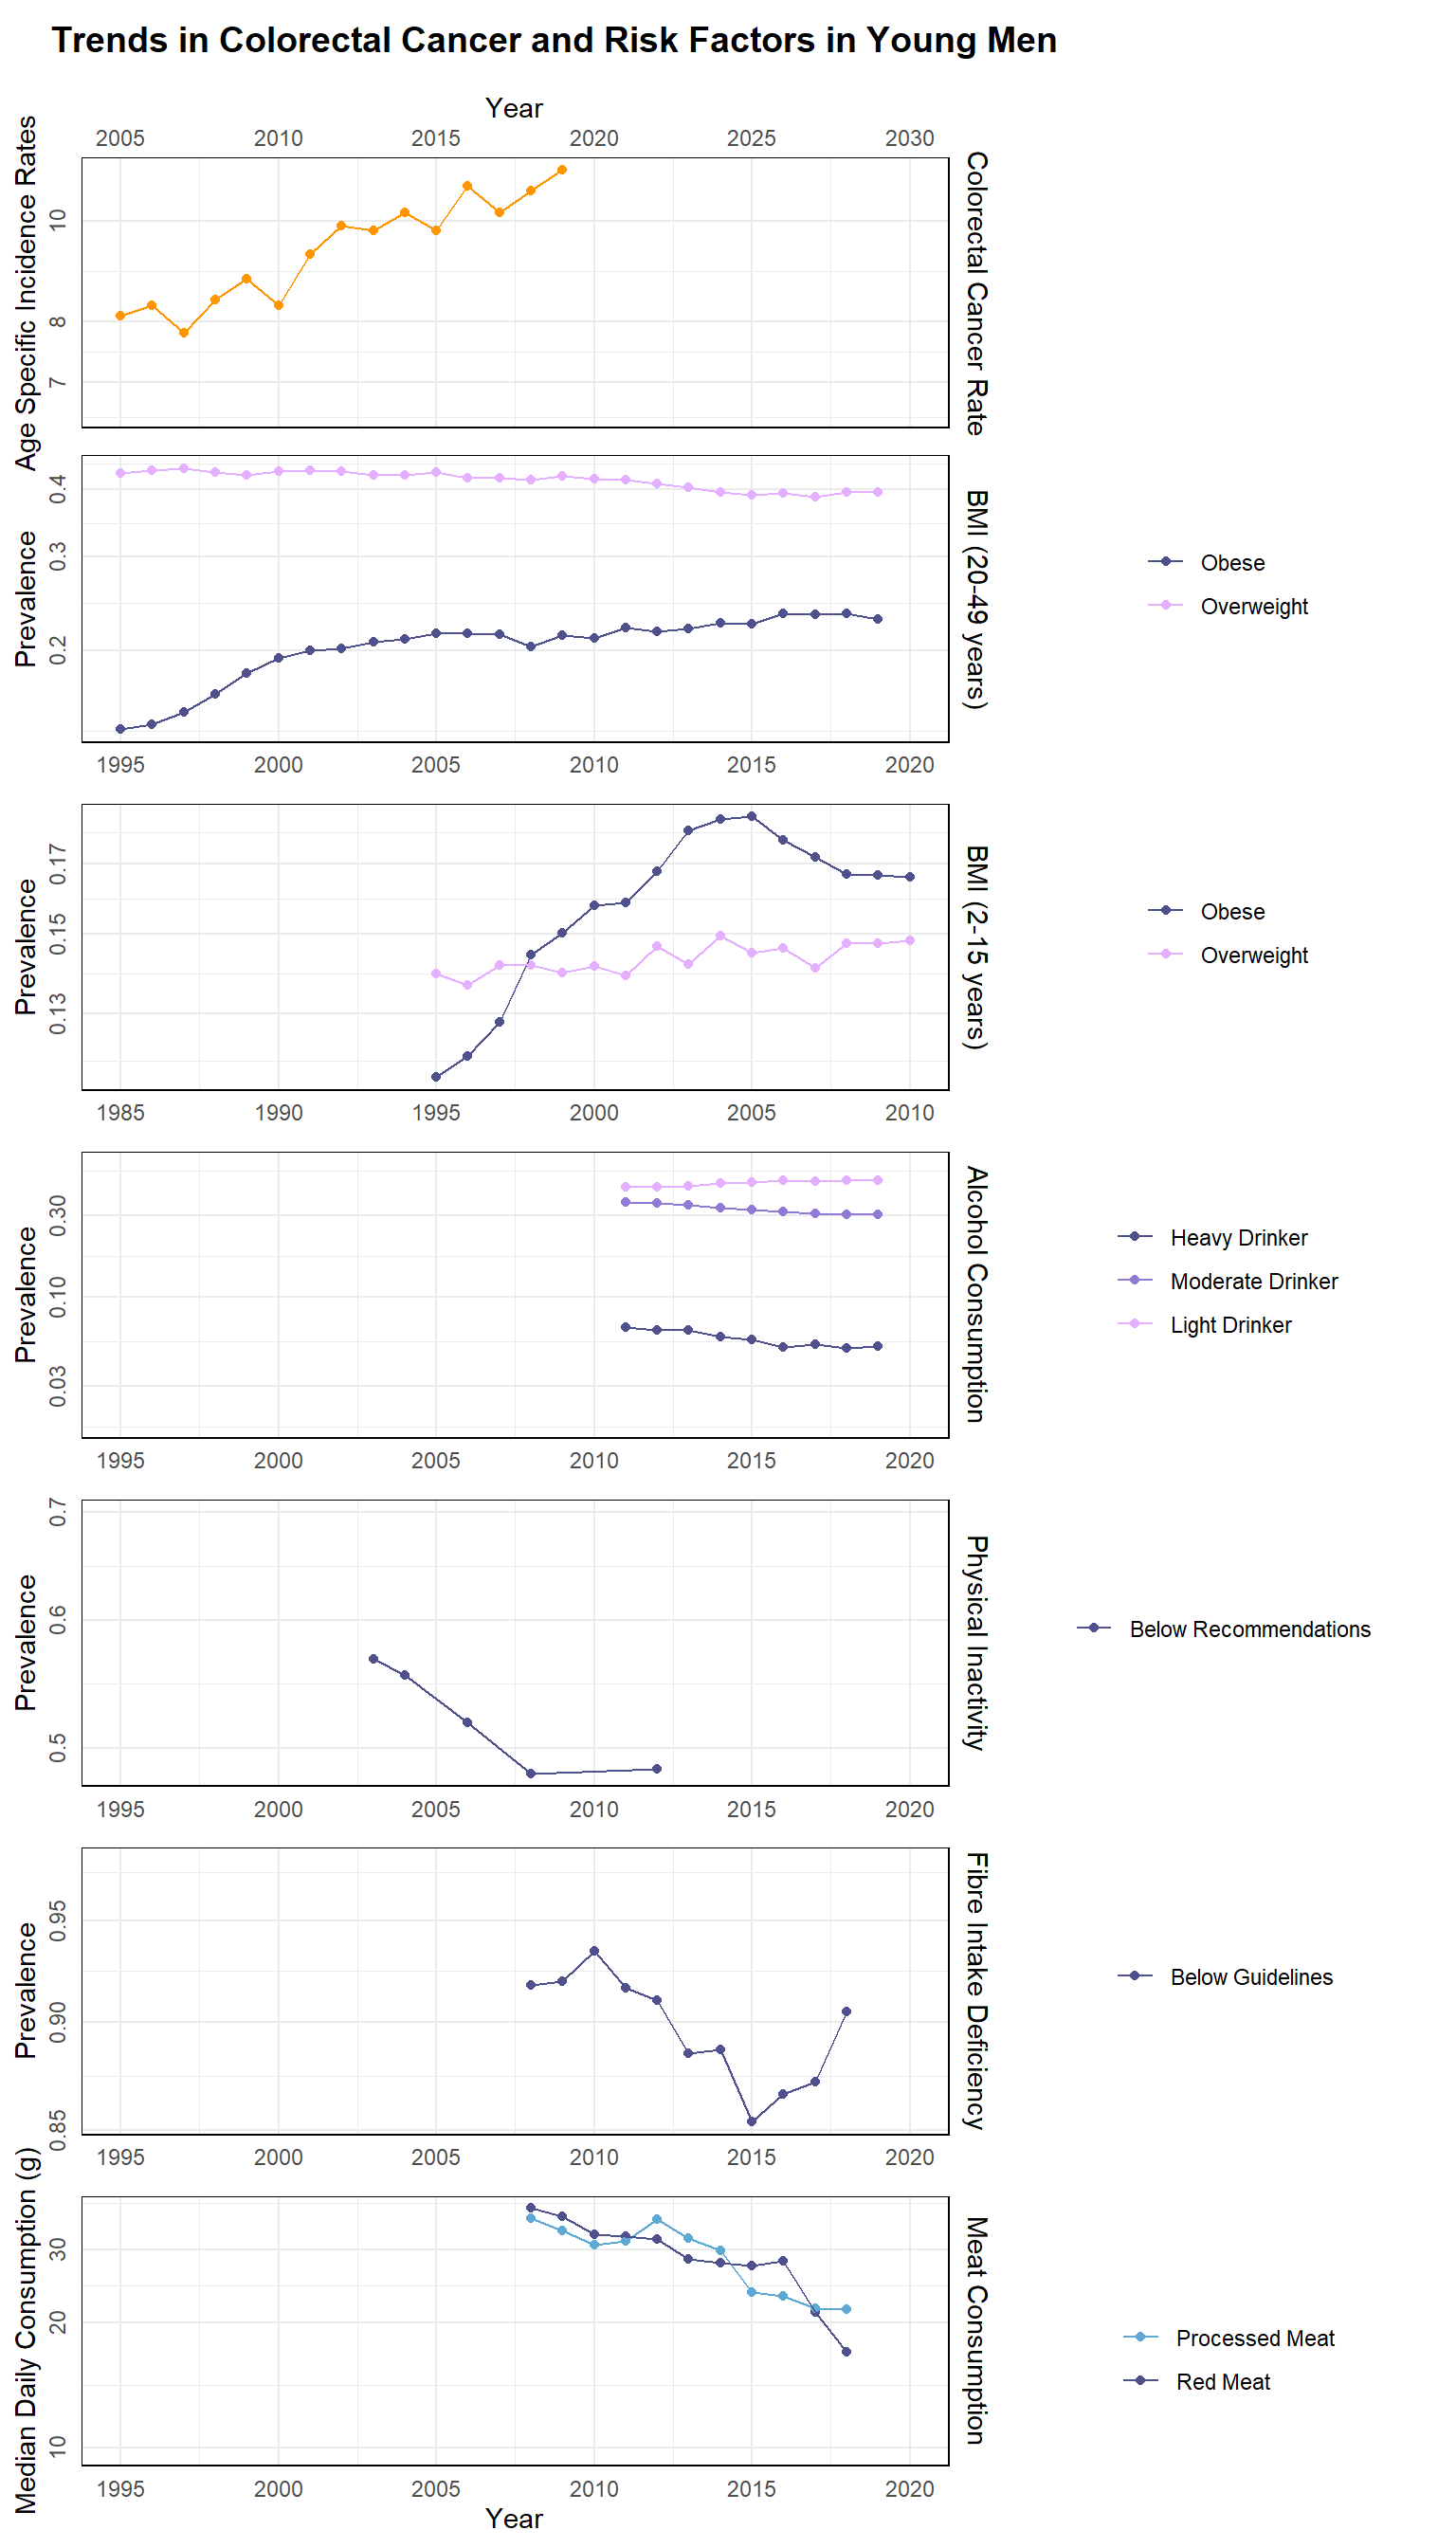 Trends in Colorectal Cancer and Risk Factors in Young Men
Year
2005 2010 2015 2020 2025 2030
Age Specific Incidence Rates
10
8
7
Colorectal Cancer Rate
Prevalence
0.4
0.3
0.2
BMI (20-49 years)
Obese
Overweight
1995 2000 2005 2010 2015 2020
Prevalence
0.17
0.15
0.13
BMI (2-15 years)
Obese
Overweight
1985 1990 1995 2000 2005 2010
Prevalence
0.30
0.10
0.03
Alcohol Consumption
Heavy Drinker
Moderate Drinker
Light Drinker
1995 2000 2005 2010 2015 2020
Prevalence
0.7
0.6
0.5
Physical Inactivity
Below Recommendations
1995 2000 2005 2010 2015 2020
Prevalence
0.95
0.90
0.85
Fibre Intake Deficiency
Below Guidelines
1995 2000 2005 2010 2015 2020
Median Daily Consumption (g)
30
20
10
Meat Consumption
Processed Meat
Red Meat
1995 2000 2005 2010 2015 2020
Year